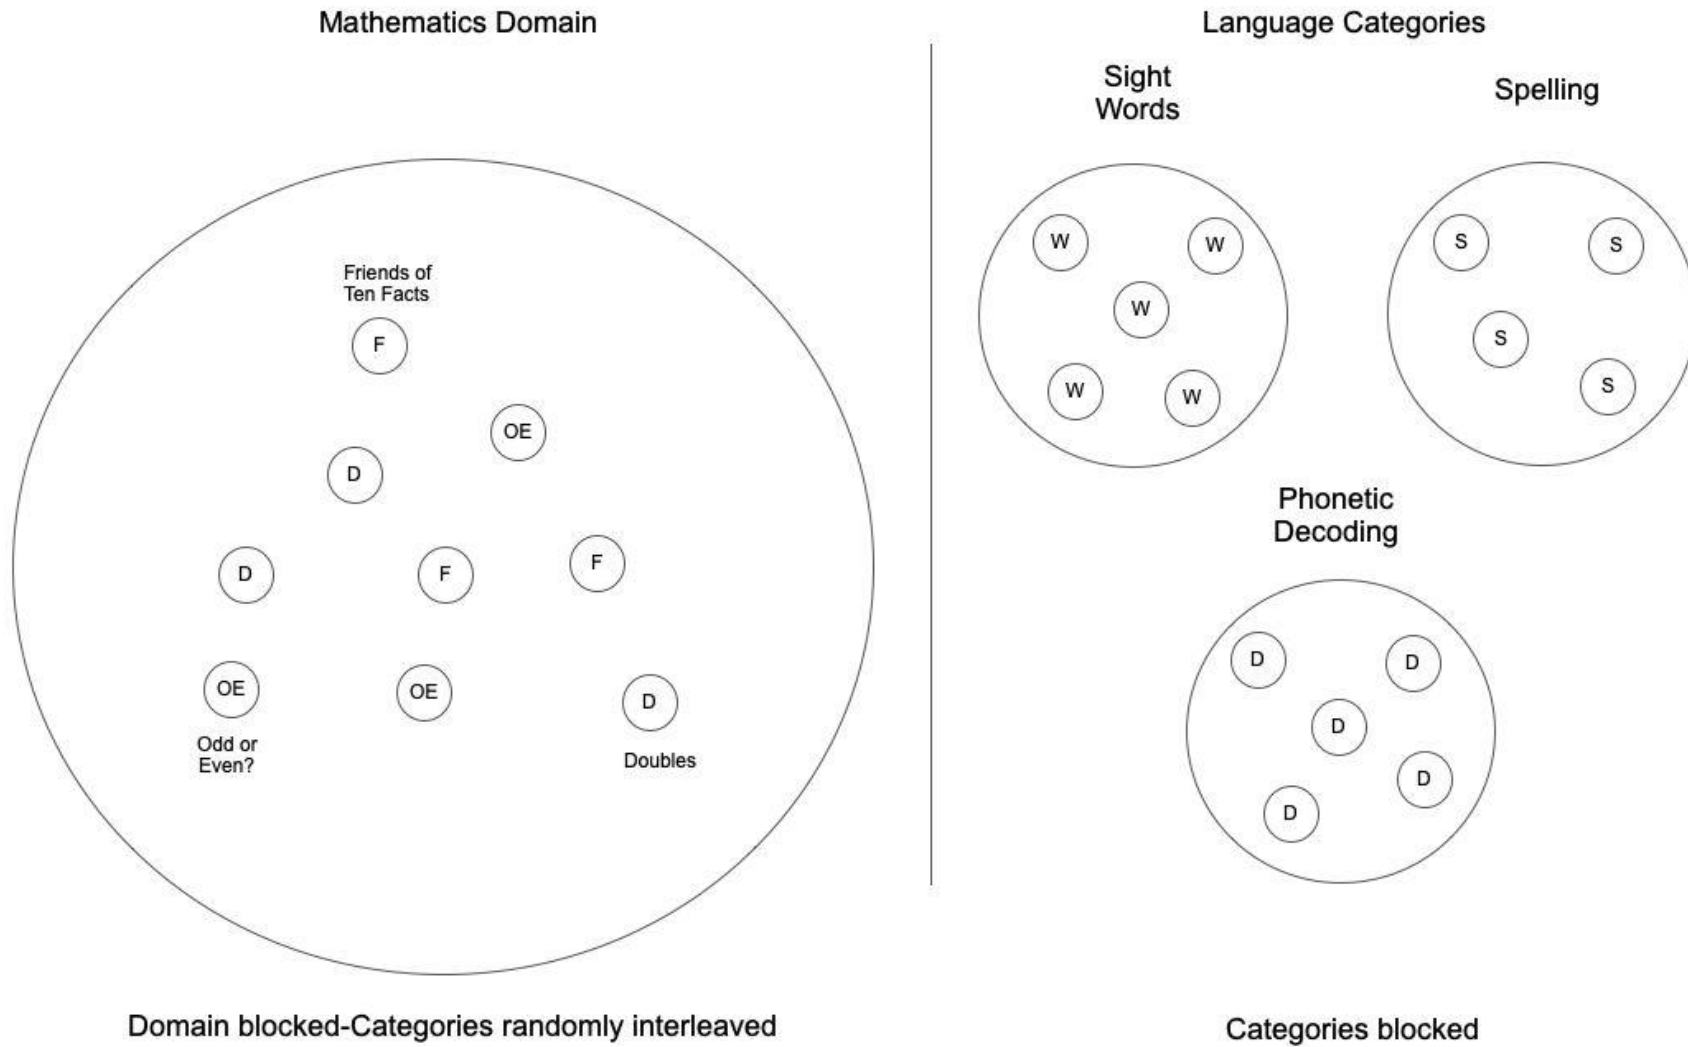 Mathematics Domain
Friends of
Ten Facts
F
OE
D
D
F
F
OE
OE
D
Odd or
Even?
Doubles
Domain blocked-Categories randomly interleaved
Language Categories
Sight
Words
W
W
W
W
W
Spelling
S
S
S
S
Phonetic
Decoding
D
D
D
D
D
Categories blocked